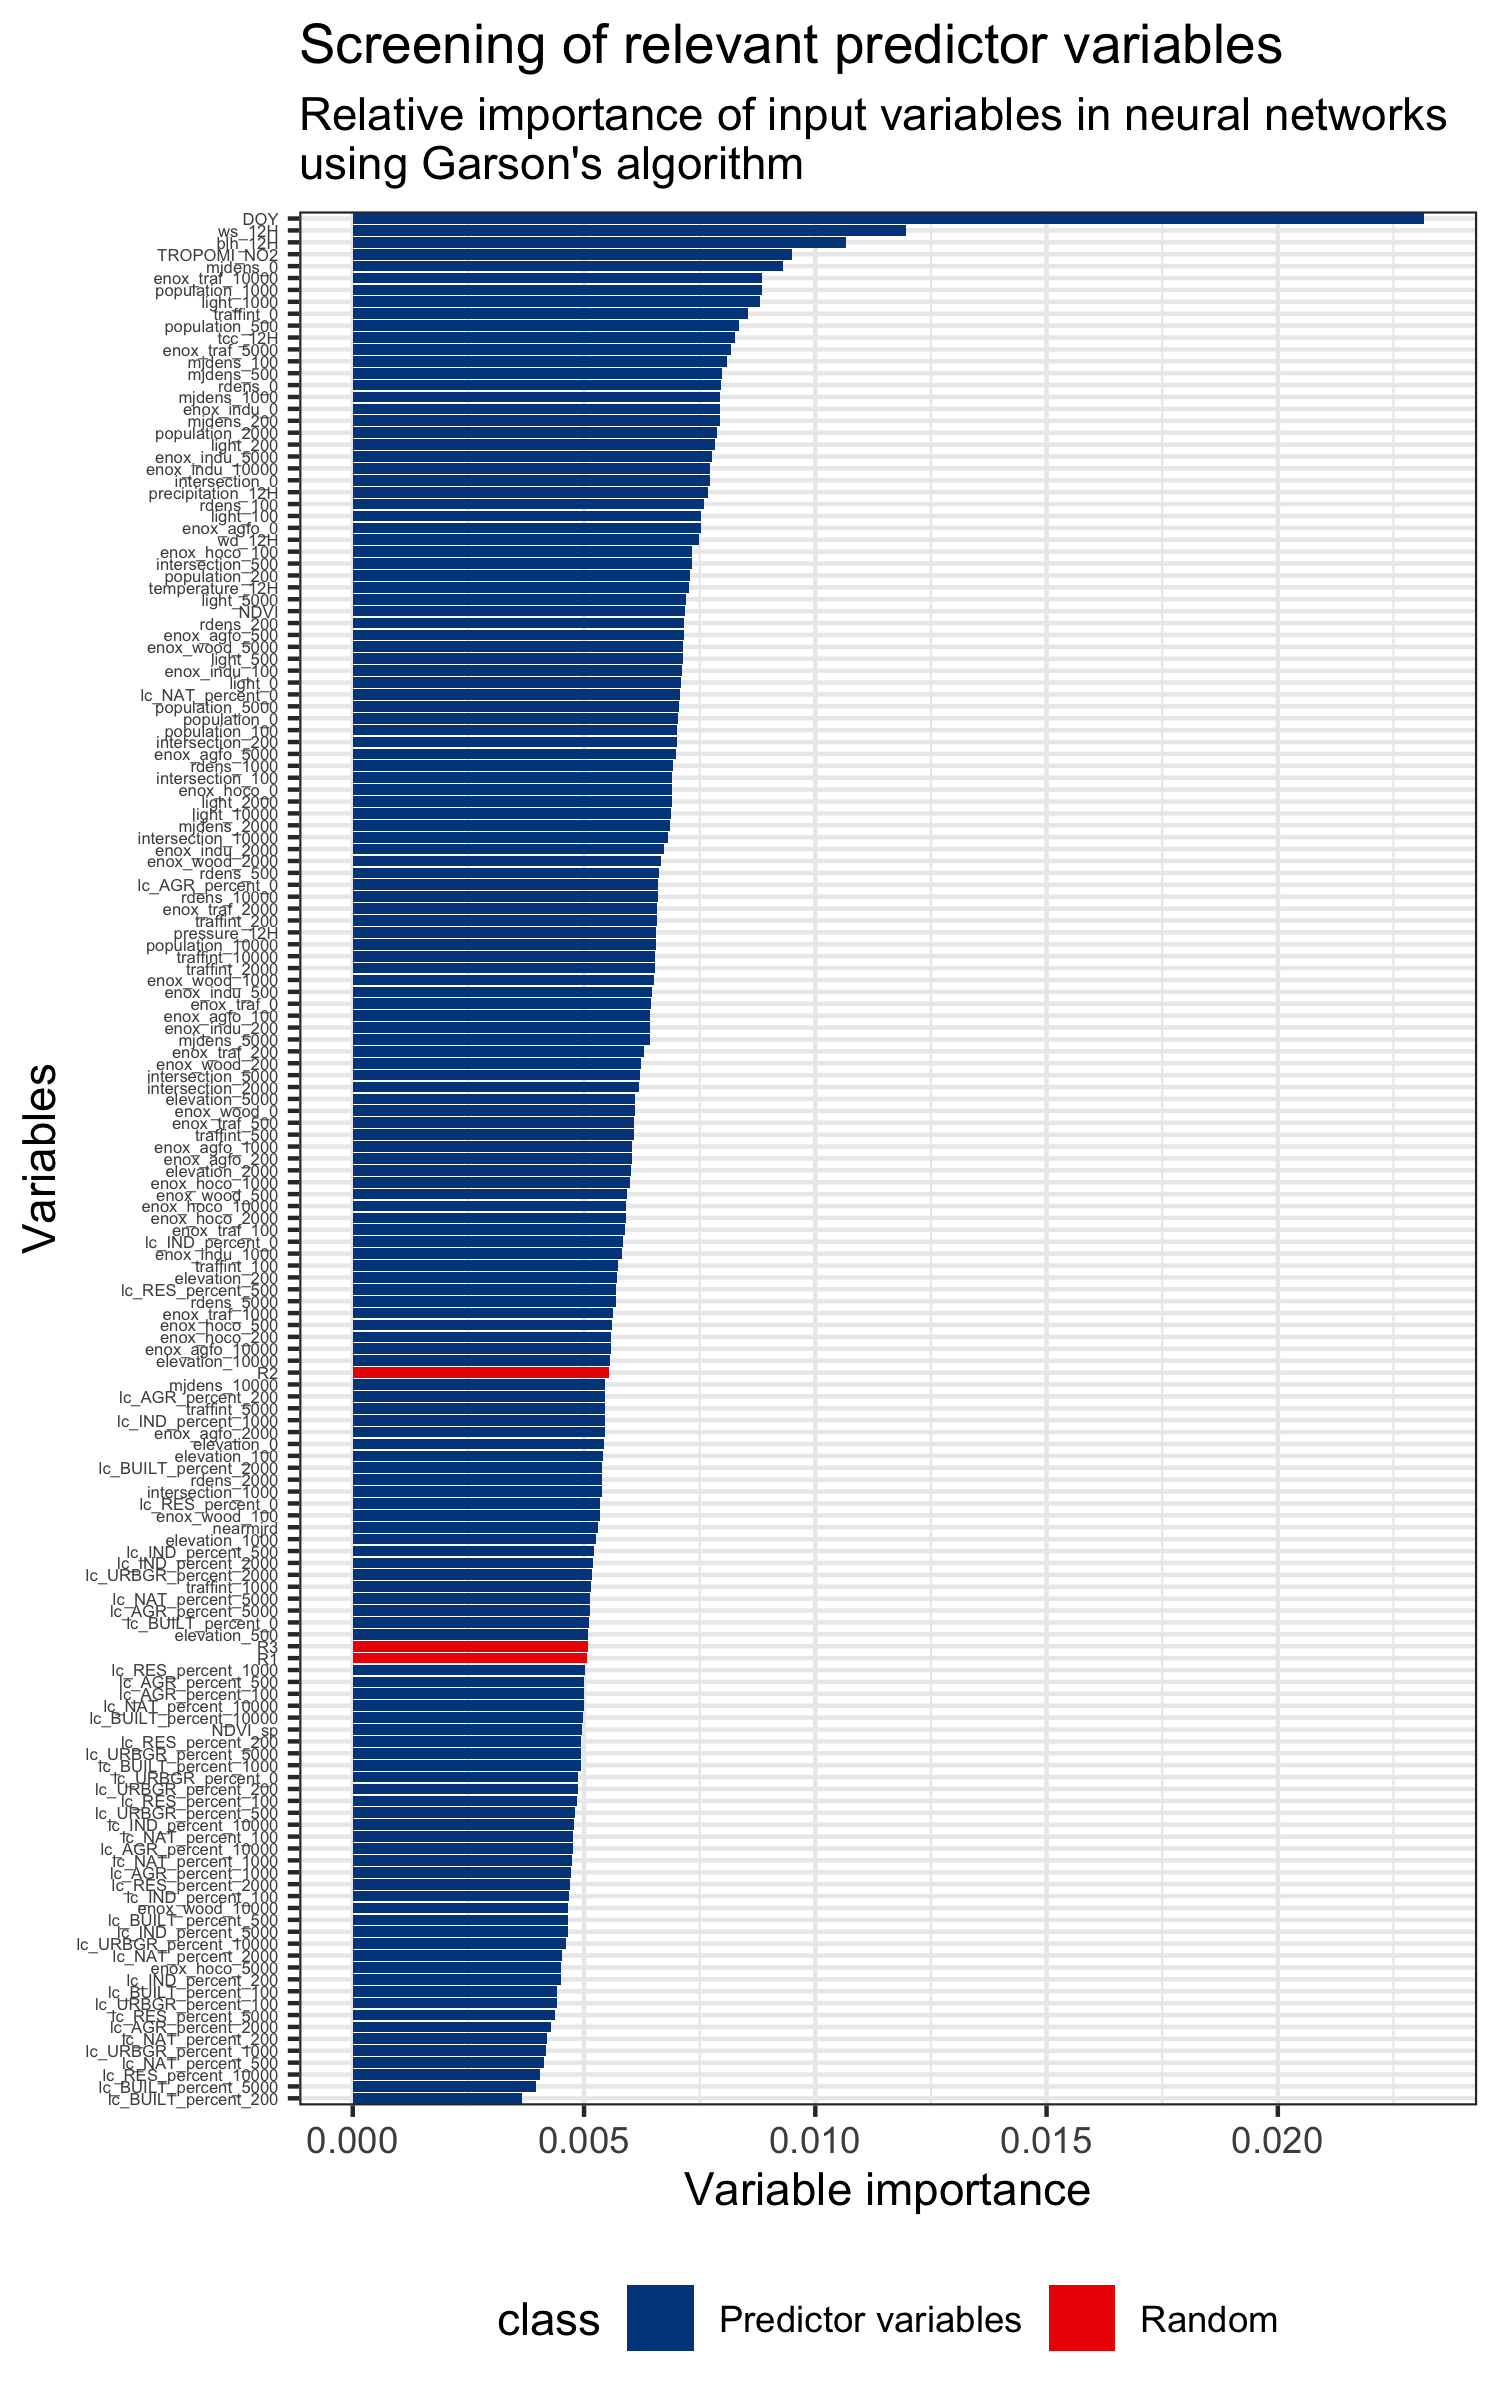 Screening of relevant predictor variables
Relative importance of input variables in neural networks
using Garson's algorithm
DOY
ws_12H
blh_12H
TROPOMI_NO2
mjdens_0
enox_traf_10000
population_1000
light_1000
traffint_0
population_500
tcc_12H
enox_traf_5000
mjdens_100
mjdens_500
rdens_0
mjdens_1000
enox_indu_0
mjdens_200
population_2000
light_200
enox_indu_5000
enox_indu_10000
intersection_0
precipitation_12H
rdens_100
light_100
enox_agfo_0
wd_12H
enox_hoco_100
intersection_500
population_200
temperature_12H
light_5000
NDVI
rdens_200
enox_agfo_500
enox_wood_5000
light_500
enox_indu_100
light_0
lc_NAT_percent_0
population_5000
population_0
population_100
intersection_200
enox_agfo_5000
rdens_1000
intersection_100
enox_hoco_0
light_2000
light_10000
mjdens_2000
intersection_10000
enox_indu_2000
enox_wood_2000
rdens_500
lc_AGR_percent_0
rdens_10000
enox_traf_2000
traffint_200
pressure_12H
population_10000
traffint_10000
traffint_2000
enox_wood_1000
enox_indu_500
enox_traf_0
enox_agfo_100
enox_indu_200
mjdens_5000
enox_traf_200
enox_wood_200
intersection_5000
intersection_2000
elevation_5000
enox_wood_0
enox_traf_500
traffint_500
enox_agfo_1000
enox_agfo_200
elevation_2000
enox_hoco_1000
enox_wood_500
enox_hoco_10000
enox_hoco_2000
enox_traf_100
lc_IND_percent_0
enox_indu_1000
traffint_100
elevation_200
lc_RES_percent_500
rdens_5000
enox_traf_1000
enox_hoco_500
enox_hoco_200
enox_agfo_10000
elevation_10000
R2
mjdens_10000
lc_AGR_percent_200
traffint_5000
lc_IND_percent_1000
enox_agfo_2000
elevation_0
elevation_100
lc_BUILT_percent_2000
rdens_2000
intersection_1000
lc_RES_percent_0
enox_wood_100
nearmjrd
elevation_1000
lc_IND_percent_500
lc_IND_percent_2000
lc_URBGR_percent_2000
traffint_1000
lc_NAT_percent_5000
lc_AGR_percent_5000
lc_BUILT_percent_0
elevation_500
R3
R1
lc_RES_percent_1000
lc_AGR_percent_500
lc_AGR_percent_100
lc_NAT_percent_10000
lc_BUILT_percent_10000
NDVI_sp
lc_RES_percent_200
lc_URBGR_percent_5000
lc_BUILT_percent_1000
lc_URBGR_percent_0
lc_URBGR_percent_200
lc_RES_percent_100
lc_URBGR_percent_500
lc_IND_percent_10000
lc_NAT_percent_100
lc_AGR_percent_10000
lc_NAT_percent_1000
lc_AGR_percent_1000
lc_RES_percent_2000
lc_IND_percent_100
enox_wood_10000
lc_BUILT_percent_500
lc_IND_percent_5000
lc_URBGR_percent_10000
lc_NAT_percent_2000
enox_hoco_5000
lc_IND_percent_200
lc_BUILT_percent_100
lc_URBGR_percent_100
lc_RES_percent_5000
lc_AGR_percent_2000
lc_NAT_percent_200
lc_URBGR_percent_1000
lc_NAT_percent_500
lc_RES_percent_10000
lc_BUILT_percent_5000
lc_BUILT_percent_200
Variables
0.000 0.005 0.010 0.015 0.020
Variable importance
class Predictor variables Random